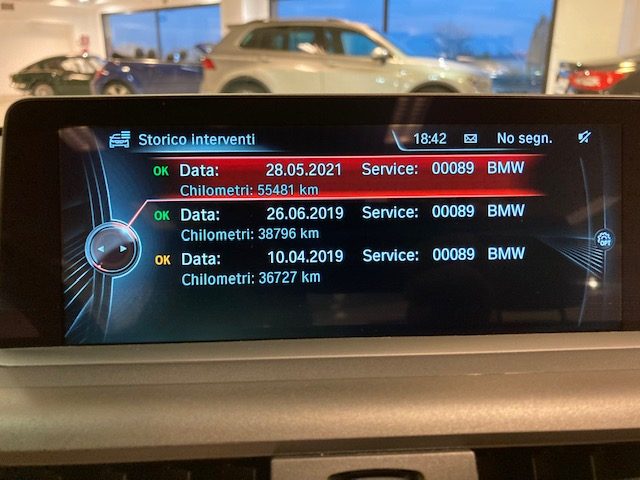 Storico interventi 18:42 No segn.
OK Data: 28.05.2021 Service: 00089 BMW
Chilometri: 55481 km
OK Data: 26.06.2019 Service: 00089 BMW
Chilometri: 38796 km
OK Data: 10.04.2019 Service: 00089 BMW
Chilometri: 36727 km
OPT